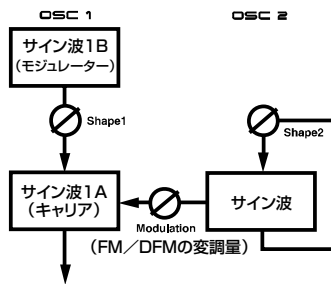 OSC 1
OSC 2
サイン波1B
（モジュレーター）
Shape1
Shape2
サイン波1A
（キャリア）
サイン波
Modulation
（FM／DFMの変調量）